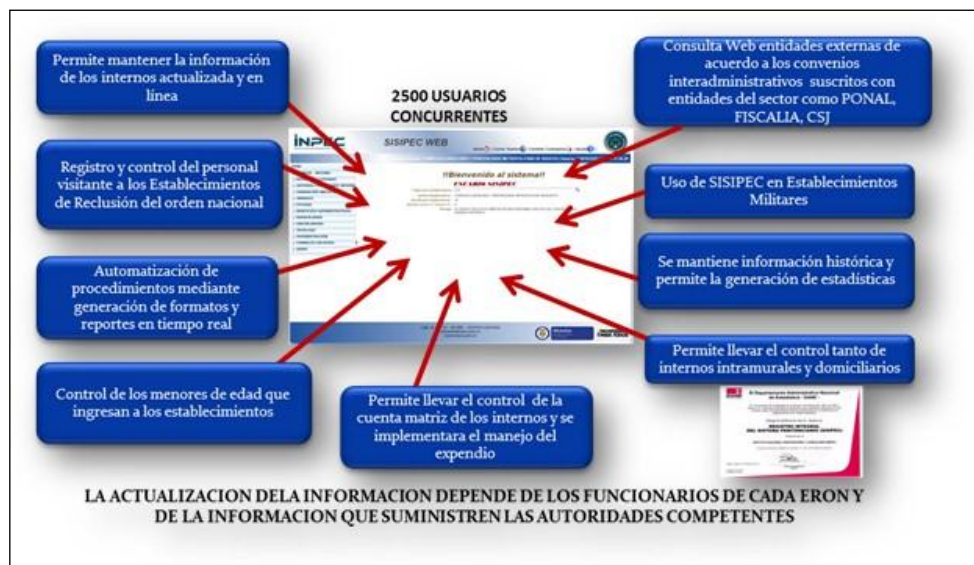 Permite mantener la información
de los internos actualizada y en
línea
Consulta Web entidades externas de
acuerdo a los convenios
interadministrativos suscritos con
entidades del sector como PONAL,
FISCALIA, CSJ
2500 USUARIOS
CONCURRENTES
INPEC
SISIPEC WEB
!!Bienvenido al sistema!!
Registro y control del personal
visitante a los Establecimientos
de Reclusión del orden nacional
Uso de SISIPEC en Establecimientos
Militares
Automatización de
procedimientos mediante
generación de formatos y
reportes en tiempo real
Se mantiene información histórica y
permite la generación de estadísticas
Control de los menores de edad que
ingresan a los establecimientos
Permite llevar el control de la
cuenta matriz de los internos y se
implementara el manejo del
expendio
Permite llevar el control tanto de
internos intramurales y domiciliarios
LA ACTUALIZACION DELA INFORMACION DEPENDE DE LOS FUNCIONARIOS DE CADA ERON Y
DE LA INFORMACION QUE SUMINISTREN LAS AUTORIDADES COMPETENTES